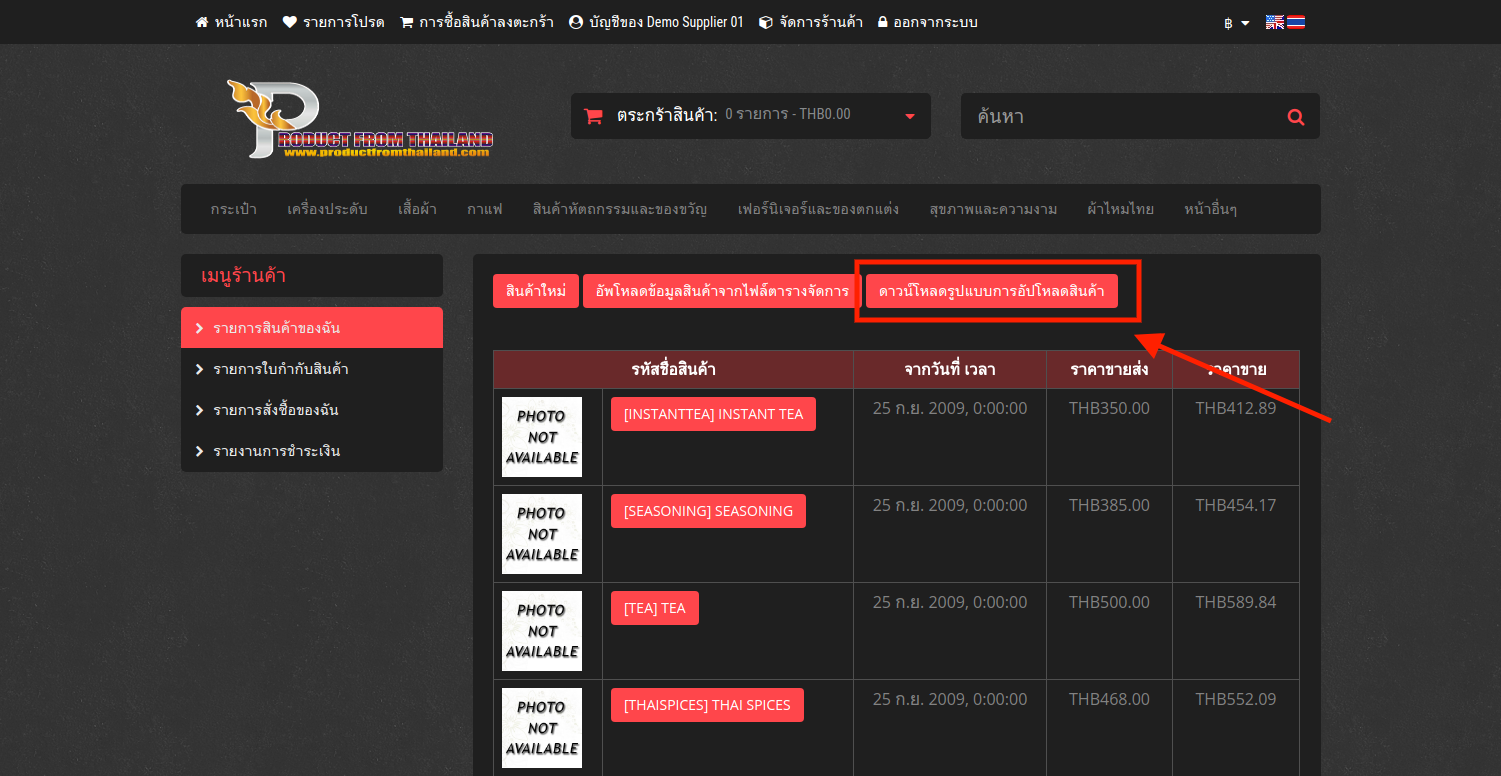 หน้าแรก รายการโปรด การซื้อสินค้าลงตะกร้า บัญชีของ Demo Supplier 01 จัดการร้านค้า ออกจากระบบ ฿
PRODUCT FROM THAILAND
www.productfromthailand.com
ตระกร้าสินค้า: 0 รายการ - THB0.00
ค้นหา
กระเป๋า เครื่องประดับ เสื้อผ้า กาแฟ สินค้าหัตถกรรมและของขวัญ เฟอร์นิเจอร์และของตกแต่ง สุขภาพและความงาม ผ้าไหมไทย หน้าอื่นๆ
เมนูร้านค้า
รายการสินค้าของฉัน
รายการใบกำกับสินค้า
รายการสั่งซื้อของฉัน
รายงานการชำระเงิน
สินค้าใหม่ อัพโหลดข้อมูลสินค้าจากไฟล์ตารางจัดการ ดาวน์โหลดรูปแบบการอัปโหลดสินค้า
รหัสชื่อสินค้า จากวันที่ เวลา ราคาขายส่ง ราคาขาย
PHOTO
NOT
AVAILABLE
[INSTANTTEA] INSTANT TEA 25 ก.ย. 2009, 0:00:00 THB350.00 THB412.89
PHOTO
NOT
AVAILABLE
[SEASONING] SEASONING 25 ก.ย. 2009, 0:00:00 THB385.00 THB454.17
PHOTO
NOT
AVAILABLE
[TEA] TEA 25 ก.ย. 2009, 0:00:00 THB500.00 THB589.84
PHOTO
NOT
AVAILABLE
[THAISPICES] THAI SPICES 25 ก.ย. 2009, 0:00:00 THB468.00 THB552.09